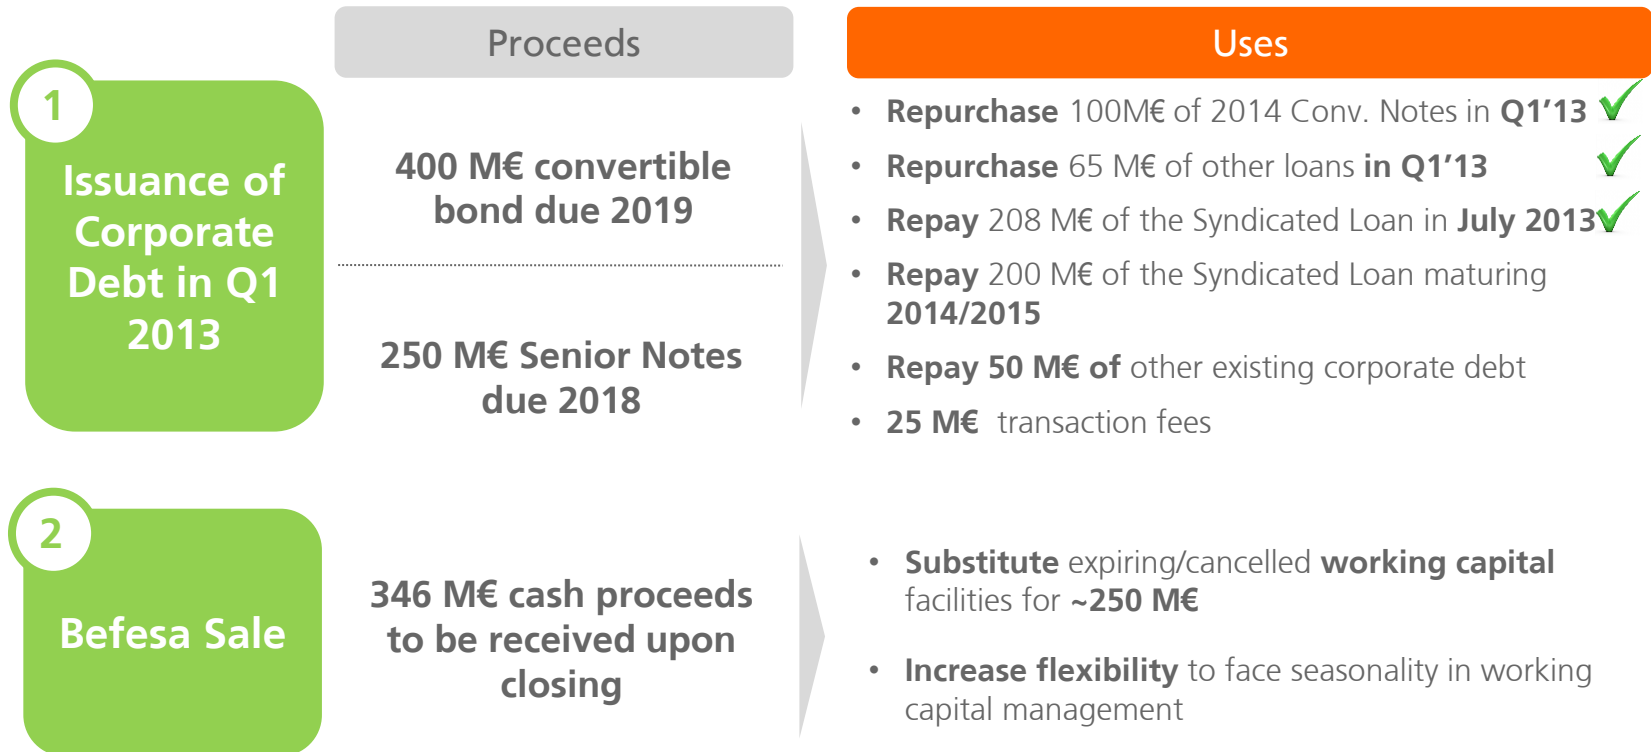 Proceeds
Uses
1
Issuance of
Corporate
Debt in Q1
2013
400 M€ convertible
bond due 2019
250 M€ Senior Notes
due 2018
• Repurchase 100M€ of 2014 Conv. Notes in Q1’13
• Repurchase 65 M€ of other loans in Q1’13
• Repay 208 M€ of the Syndicated Loan in July 2013
• Repay 200 M€ of the Syndicated Loan maturing
2014/2015
• Repay 50 M€ of other existing corporate debt
• 25 M€ transaction fees
2
Befesa Sale
346 M€ cash proceeds
to be received upon
closing
• Substitute expiring/cancelled working capital
facilities for ~250 M€
• Increase flexibility to face seasonality in working
capital management